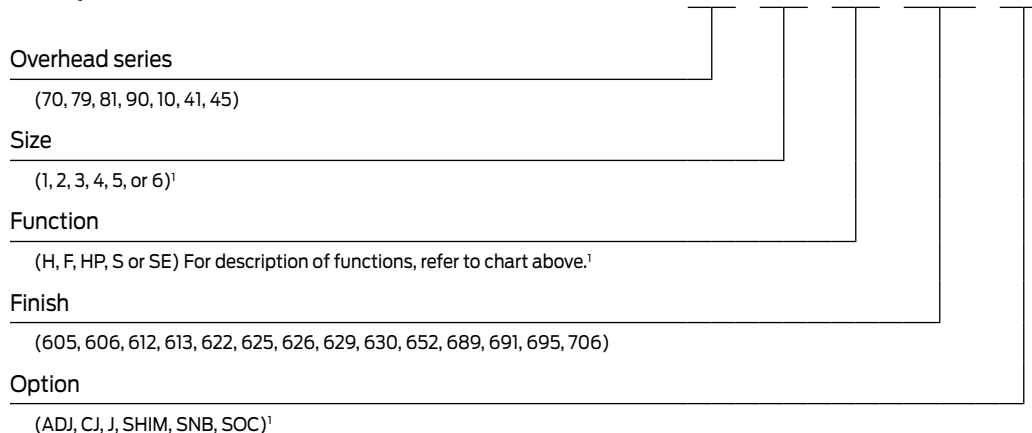 Overhead series
(70, 79, 81, 90, 10, 41, 45)
Size
(1, 2, 3, 4, 5, or 6)¹
Function
(H, F, HP, S or SE) For description of functions, refer to chart above.¹
Finish
(605, 606, 612, 613, 622, 625, 626, 629, 630, 652, 689, 691, 695, 706)
Option
(ADJ, CJ, J, SHIM, SNB, SOC)¹